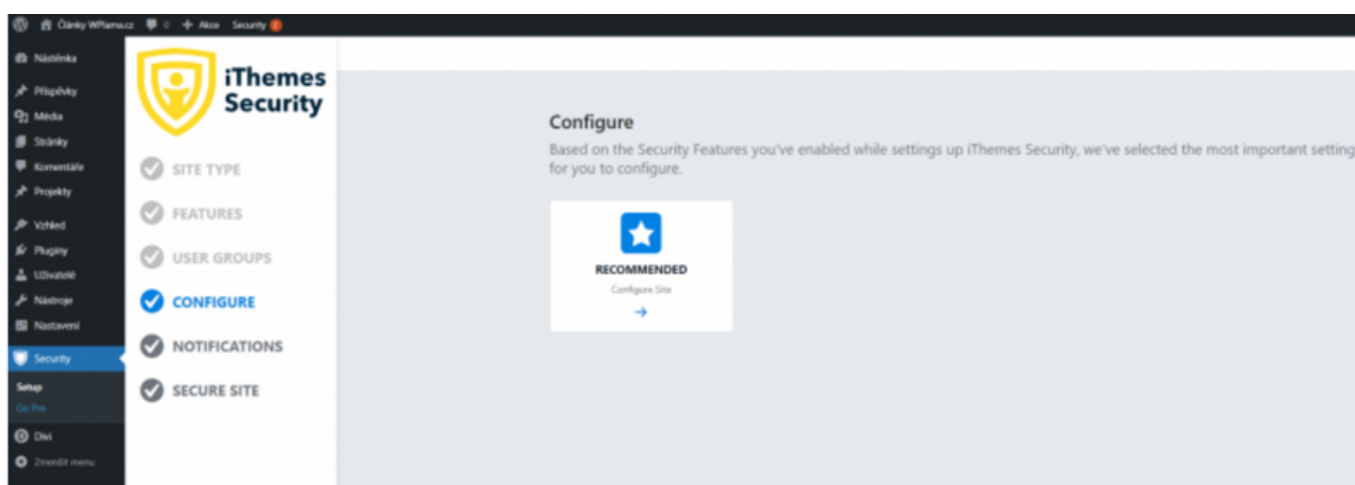 Články WPlama.cz 0 + Akce Security
Nástěnka
Příspěvky
Média
Stránky
Komentáře
Projekty
Vzhled
Pluginy
Uživatelé
Nástroje
Nastavení
Security
Setup
Go Pro
Divi
Zmenšit menu
iThemes
Security
SITE TYPE
FEATURES
USER GROUPS
CONFIGURE
NOTIFICATIONS
SECURE SITE
Configure
Based on the Security Features you've enabled while settings up iThemes Security, we've selected the most important setting
for you to configure.
RECOMMENDED
Configure Site